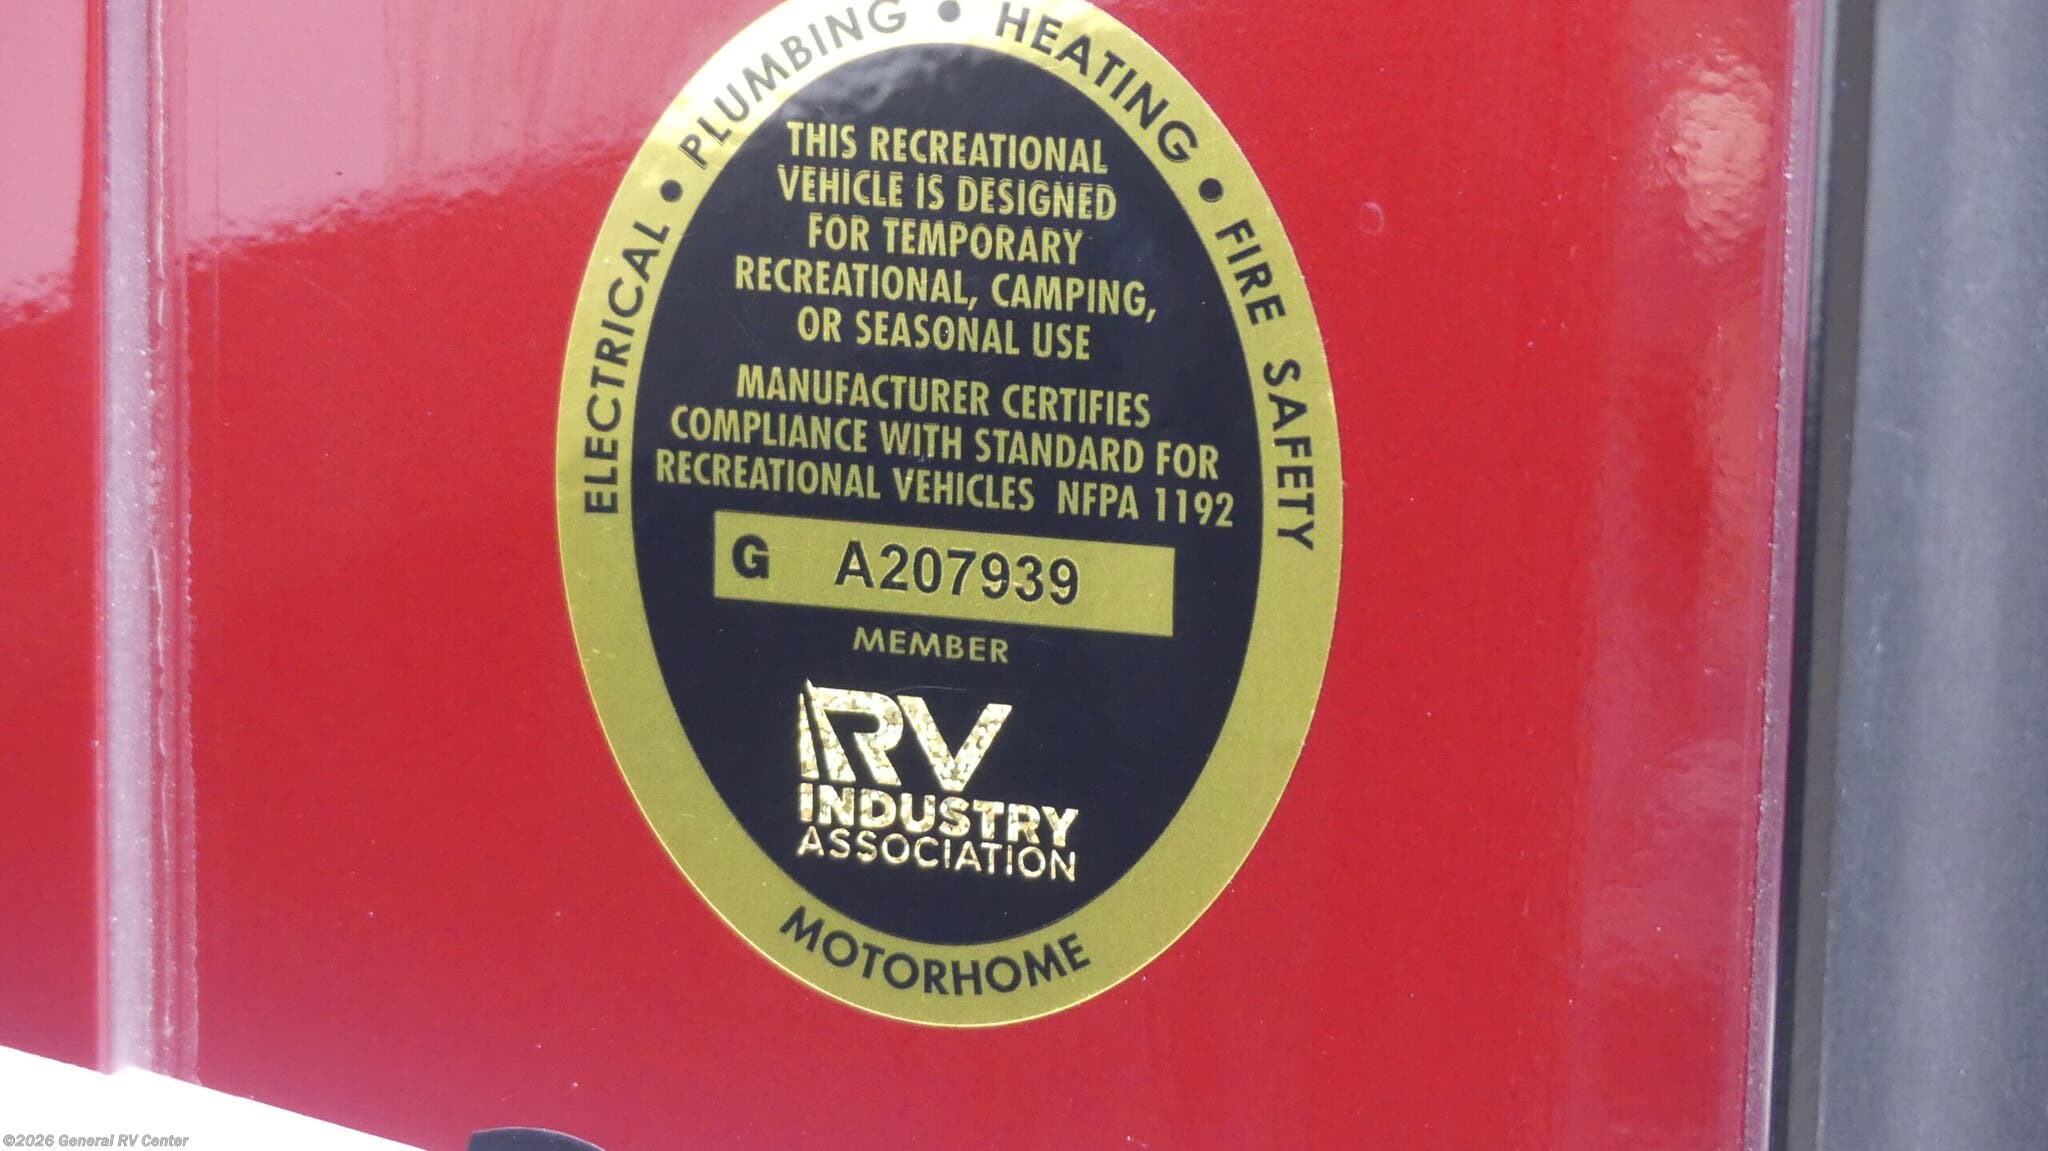 ELECTRICAL • PLUMBING • HEATING • FIRE SAFETY
THIS RECREATIONAL
VEHICLE IS DESIGNED
FOR TEMPORARY
RECREATIONAL, CAMPING,
OR SEASONAL USE
MANUFACTURER CERTIFIES
COMPLIANCE WITH STANDARD FOR
RECREATIONAL VEHICLES NFPA 1192
G A207939
MEMBER
RV
INDUSTRY
ASSOCIATION
MOTORHOME
©2026 General RV Center